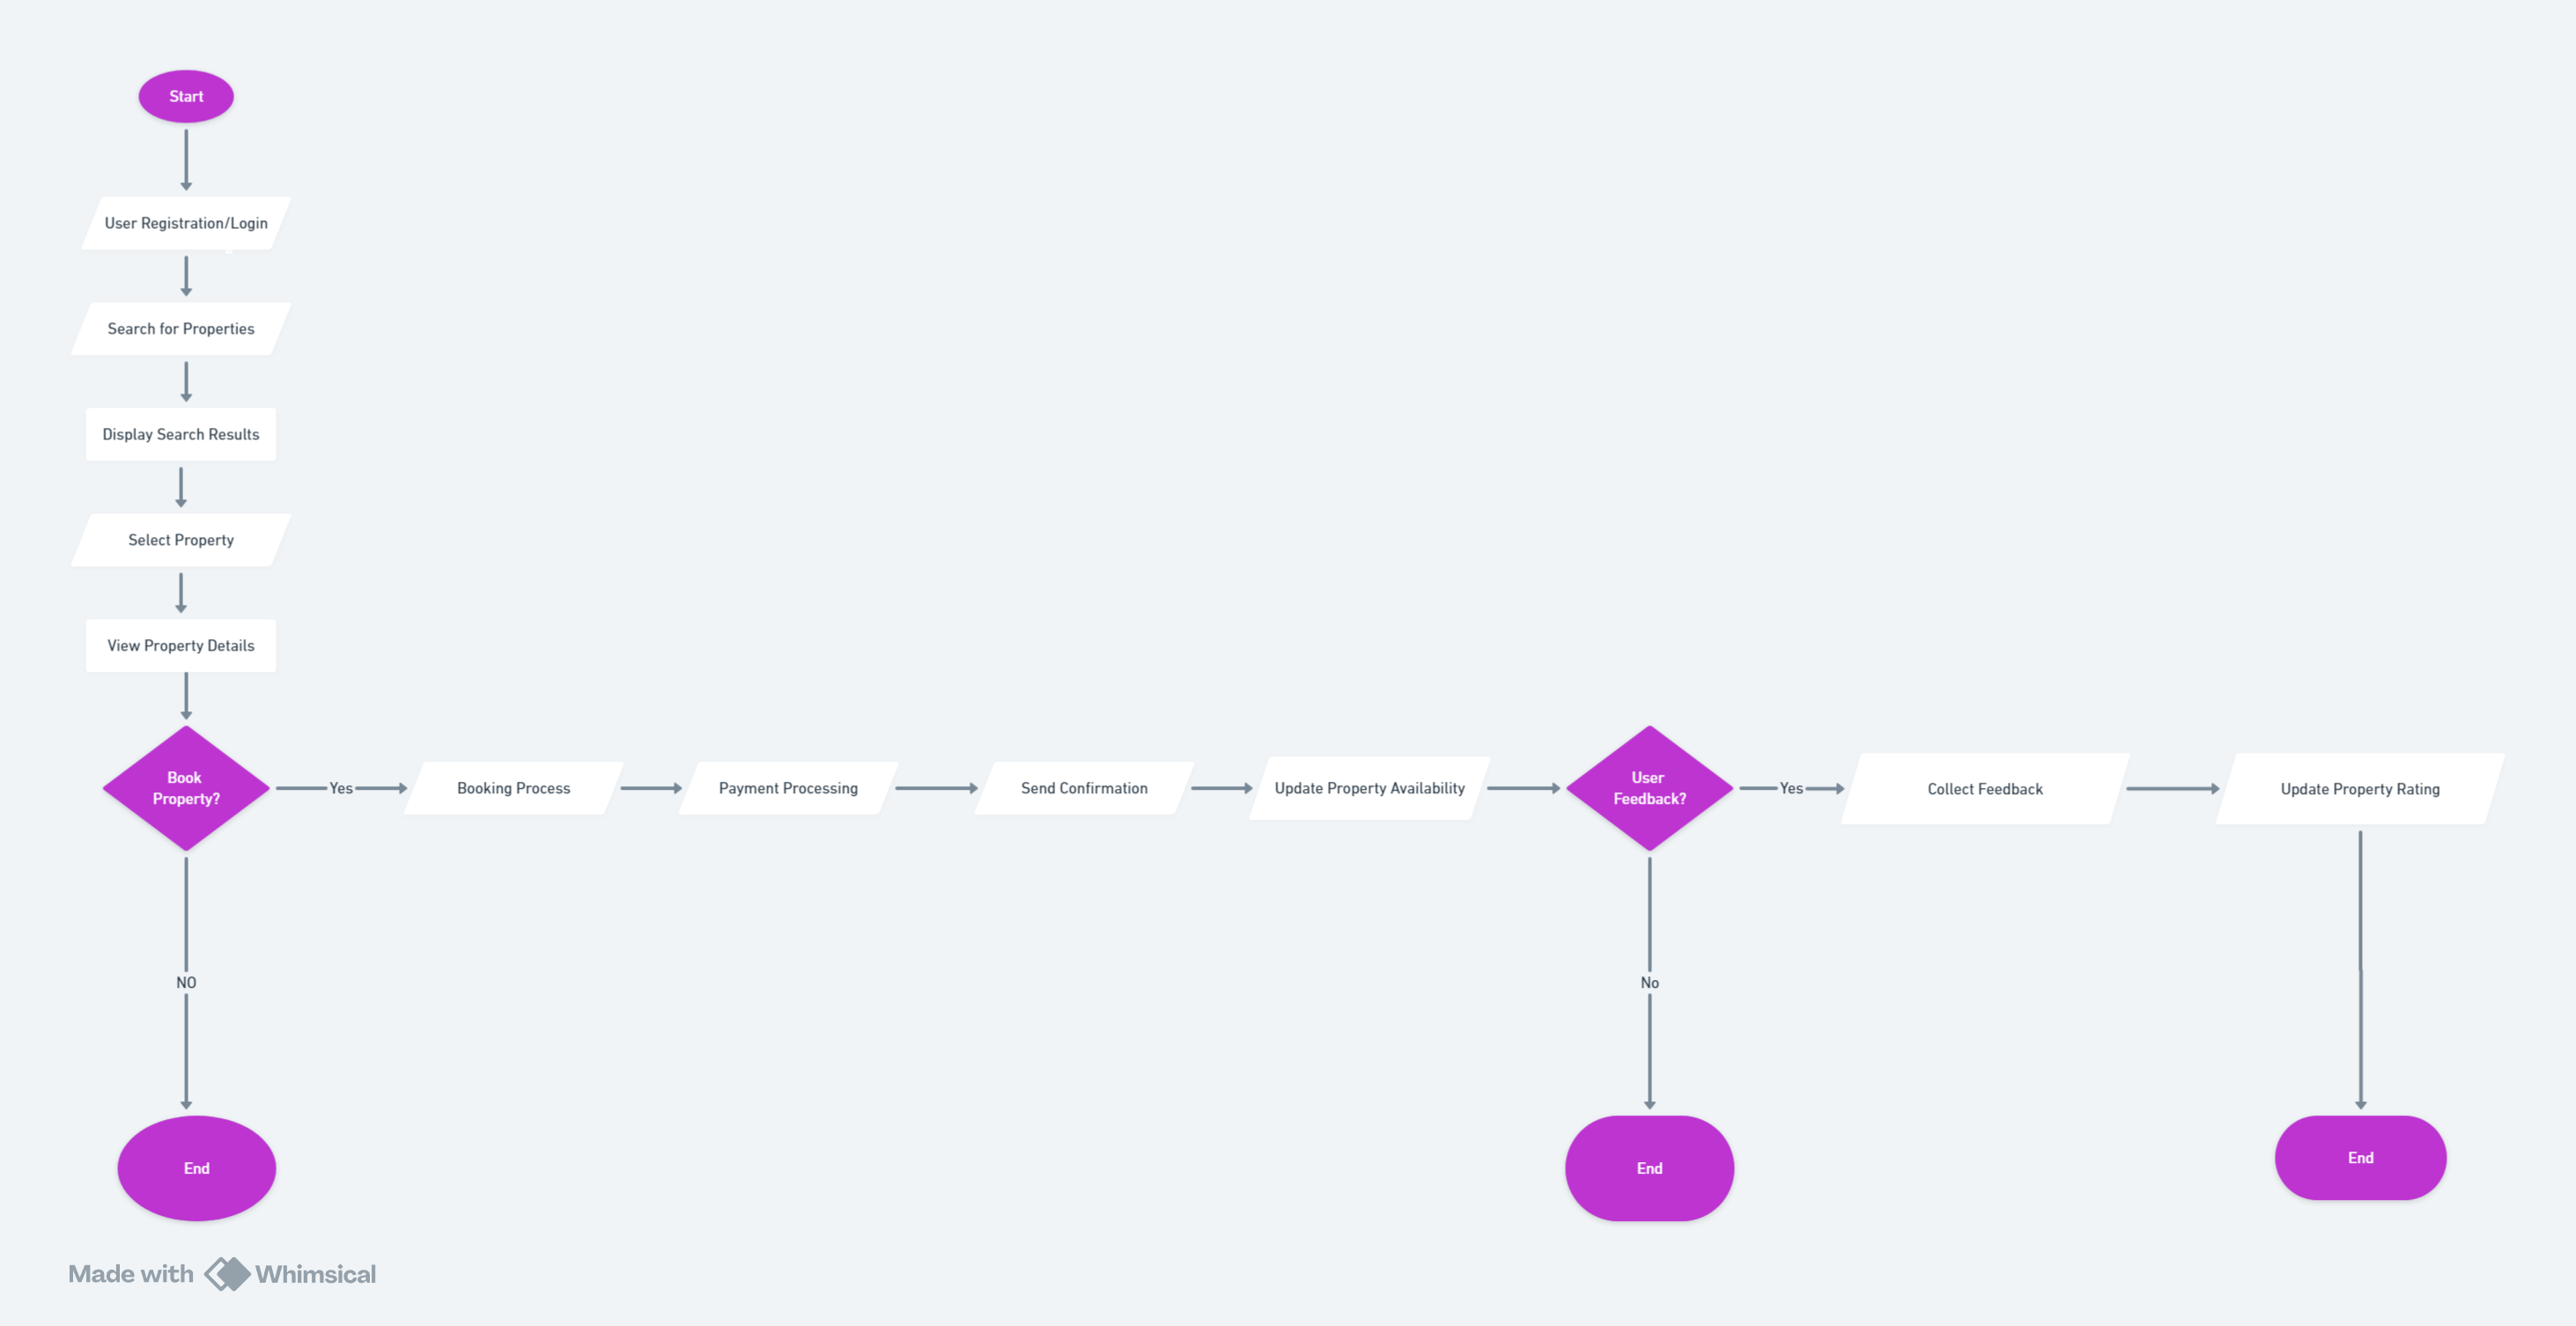 Start
User Registration/Login
Search for Properties
Display Search Results
Select Property
View Property Details
Book
Property?
Yes
Booking Process
Payment Processing
Send Confirmation
Update Property Availability
User
Feedback?
Yes
Collect Feedback
Update Property Rating
NO
No
End
End
End
Made with Whimsical